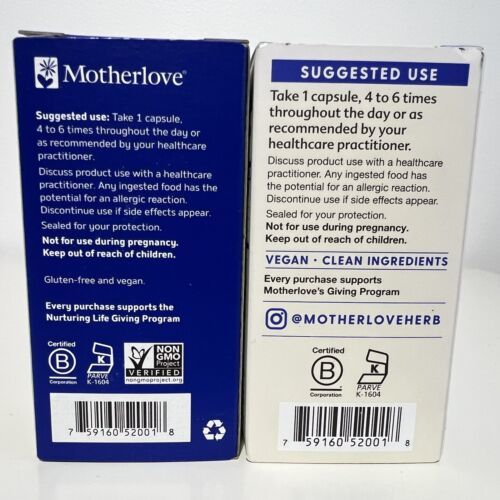 Motherlove®
Suggested use: Take 1 capsule,
4 to 6 times throughout the day or
as recommended by your healthcare
practitioner.
Discuss product use with a healthcare
practitioner. Any ingested food has the
potential for an allergic reaction.
Discontinue use if side effects appear.
Sealed for your protection.
Not for use during pregnancy.
Keep out of reach of children.
Gluten-free and vegan.
Every purchase supports the
Nurturing Life Giving Program
Certified
B
Corporation
K
PARVE
K-1604
NON
GMO
Project
VERIFIED
nongmoproject.org
7 59160 52001 8
SUGGESTED USE
Take 1 capsule, 4 to 6 times
throughout the day or as
recommended by your
healthcare practitioner.
Discuss product use with a healthcare
practitioner. Any ingested food has
the potential for an allergic reaction.
Discontinue use if side effects appear.
Sealed for your protection.
Not for use during pregnancy.
Keep out of reach of children.
VEGAN · CLEAN INGREDIENTS
Every purchase supports
Motherlove's Giving Program
@MOTHERLOVEHERB
Certified
B
Corporation
K
PARVE
K-1604
7 59160 52001 8